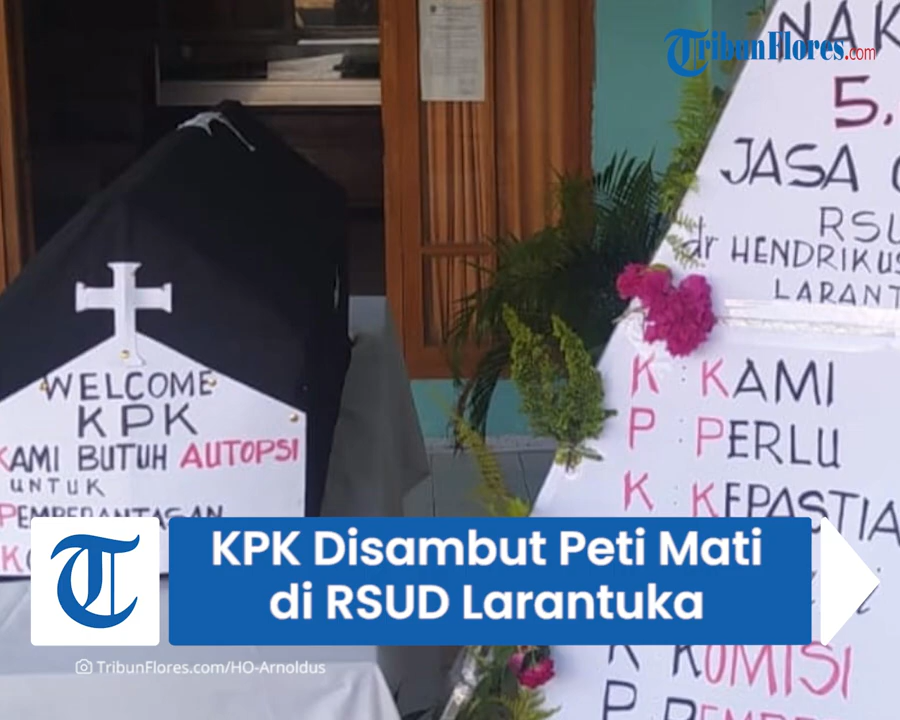 TribunFlores.com
NAK
5.
JASA
RSU
dr HENDRIKUS
LARANT
K : KAMI
P : PERLU
K : KEPASTIA
K KOMISI
P
WELCOME
KPK
KAMI BUTUH AUTOPSI
UNTUK
PEMBERANTASAN
KPK Disambut Peti Mati
di RSUD Larantuka
TribunFlores.com/HO-Arnoldus